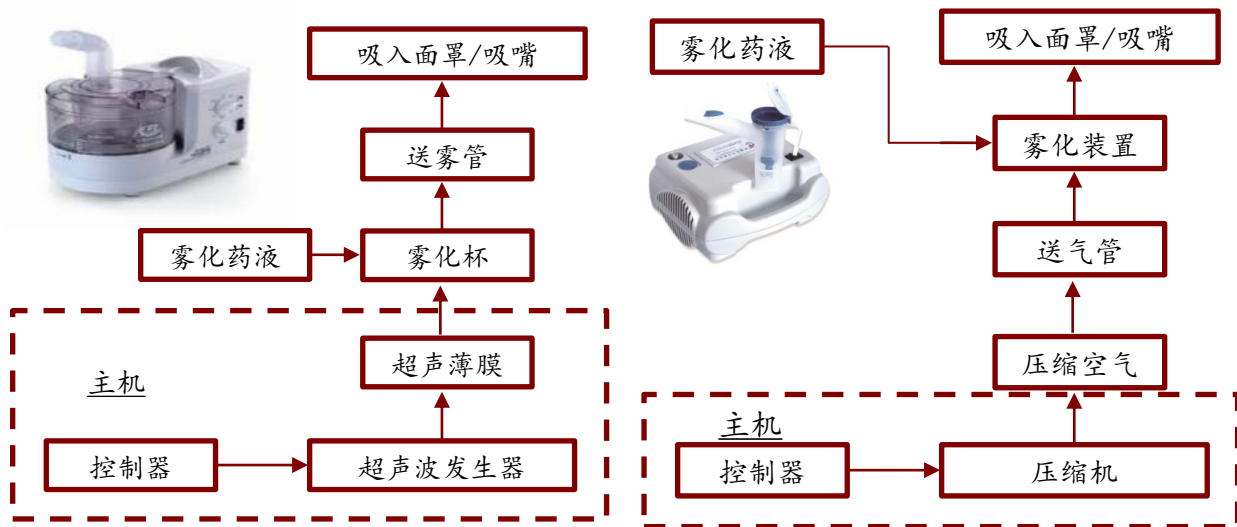 吸入面罩/吸嘴
送雾管
雾化药液
雾化杯
超声薄膜
主机
控制器
超声波发生器
吸入面罩/吸嘴
雾化药液
雾化装置
送气管
压缩空气
主机
控制器
压缩机